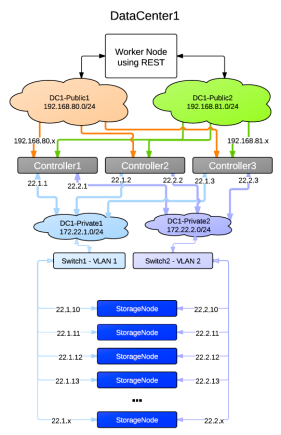 DataCenter1
Worker Node
using REST
DC1-Public1
192.168.80.0/24
DC1-Public2
192.168.81.0/24
192.168.80.x
192.168.81.x
Controller1
Controller2
Controller3
22.1.1
22.2.1
22.1.2
22.2.2
22.1.3
22.2.3
DC1-Private1
172.22.1.0/24
DC1-Private2
172.22.2.0/24
Switch1 - VLAN 1
Switch2 - VLAN 2
22.1.10
StorageNode
22.2.10
22.1.11
StorageNode
22.2.11
22.1.12
StorageNode
22.2.12
22.1.13
StorageNode
22.2.13
...
22.1.x
StorageNode
22.2.x